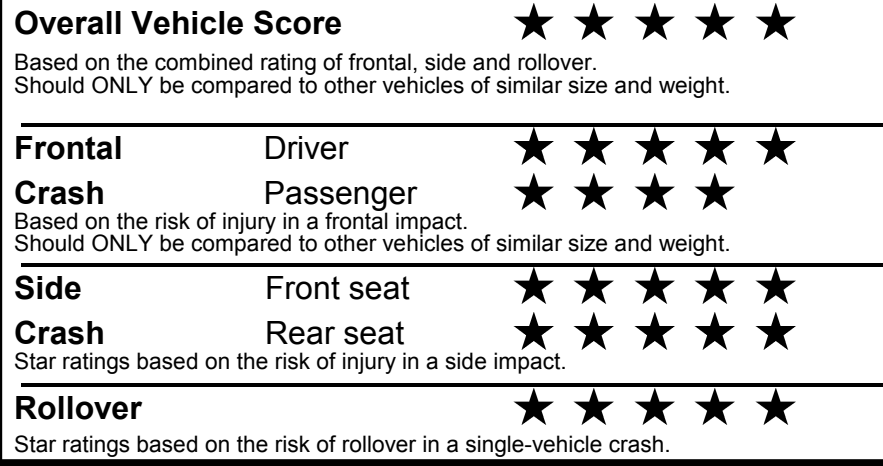 Overall Vehicle Score ★ ★ ★ ★ ★
Based on the combined rating of frontal, side and rollover.
Should ONLY be compared to other vehicles of similar size and weight.
Frontal Driver ★ ★ ★ ★ ★
Crash Passenger ★ ★ ★ ★
Based on the risk of injury in a frontal impact.
Should ONLY be compared to other vehicles of similar size and weight.
Side Front seat ★ ★ ★ ★ ★
Crash Rear seat ★ ★ ★ ★ ★
Star ratings based on the risk of injury in a side impact.
Rollover ★ ★ ★ ★ ★
Star ratings based on the risk of rollover in a single-vehicle crash.